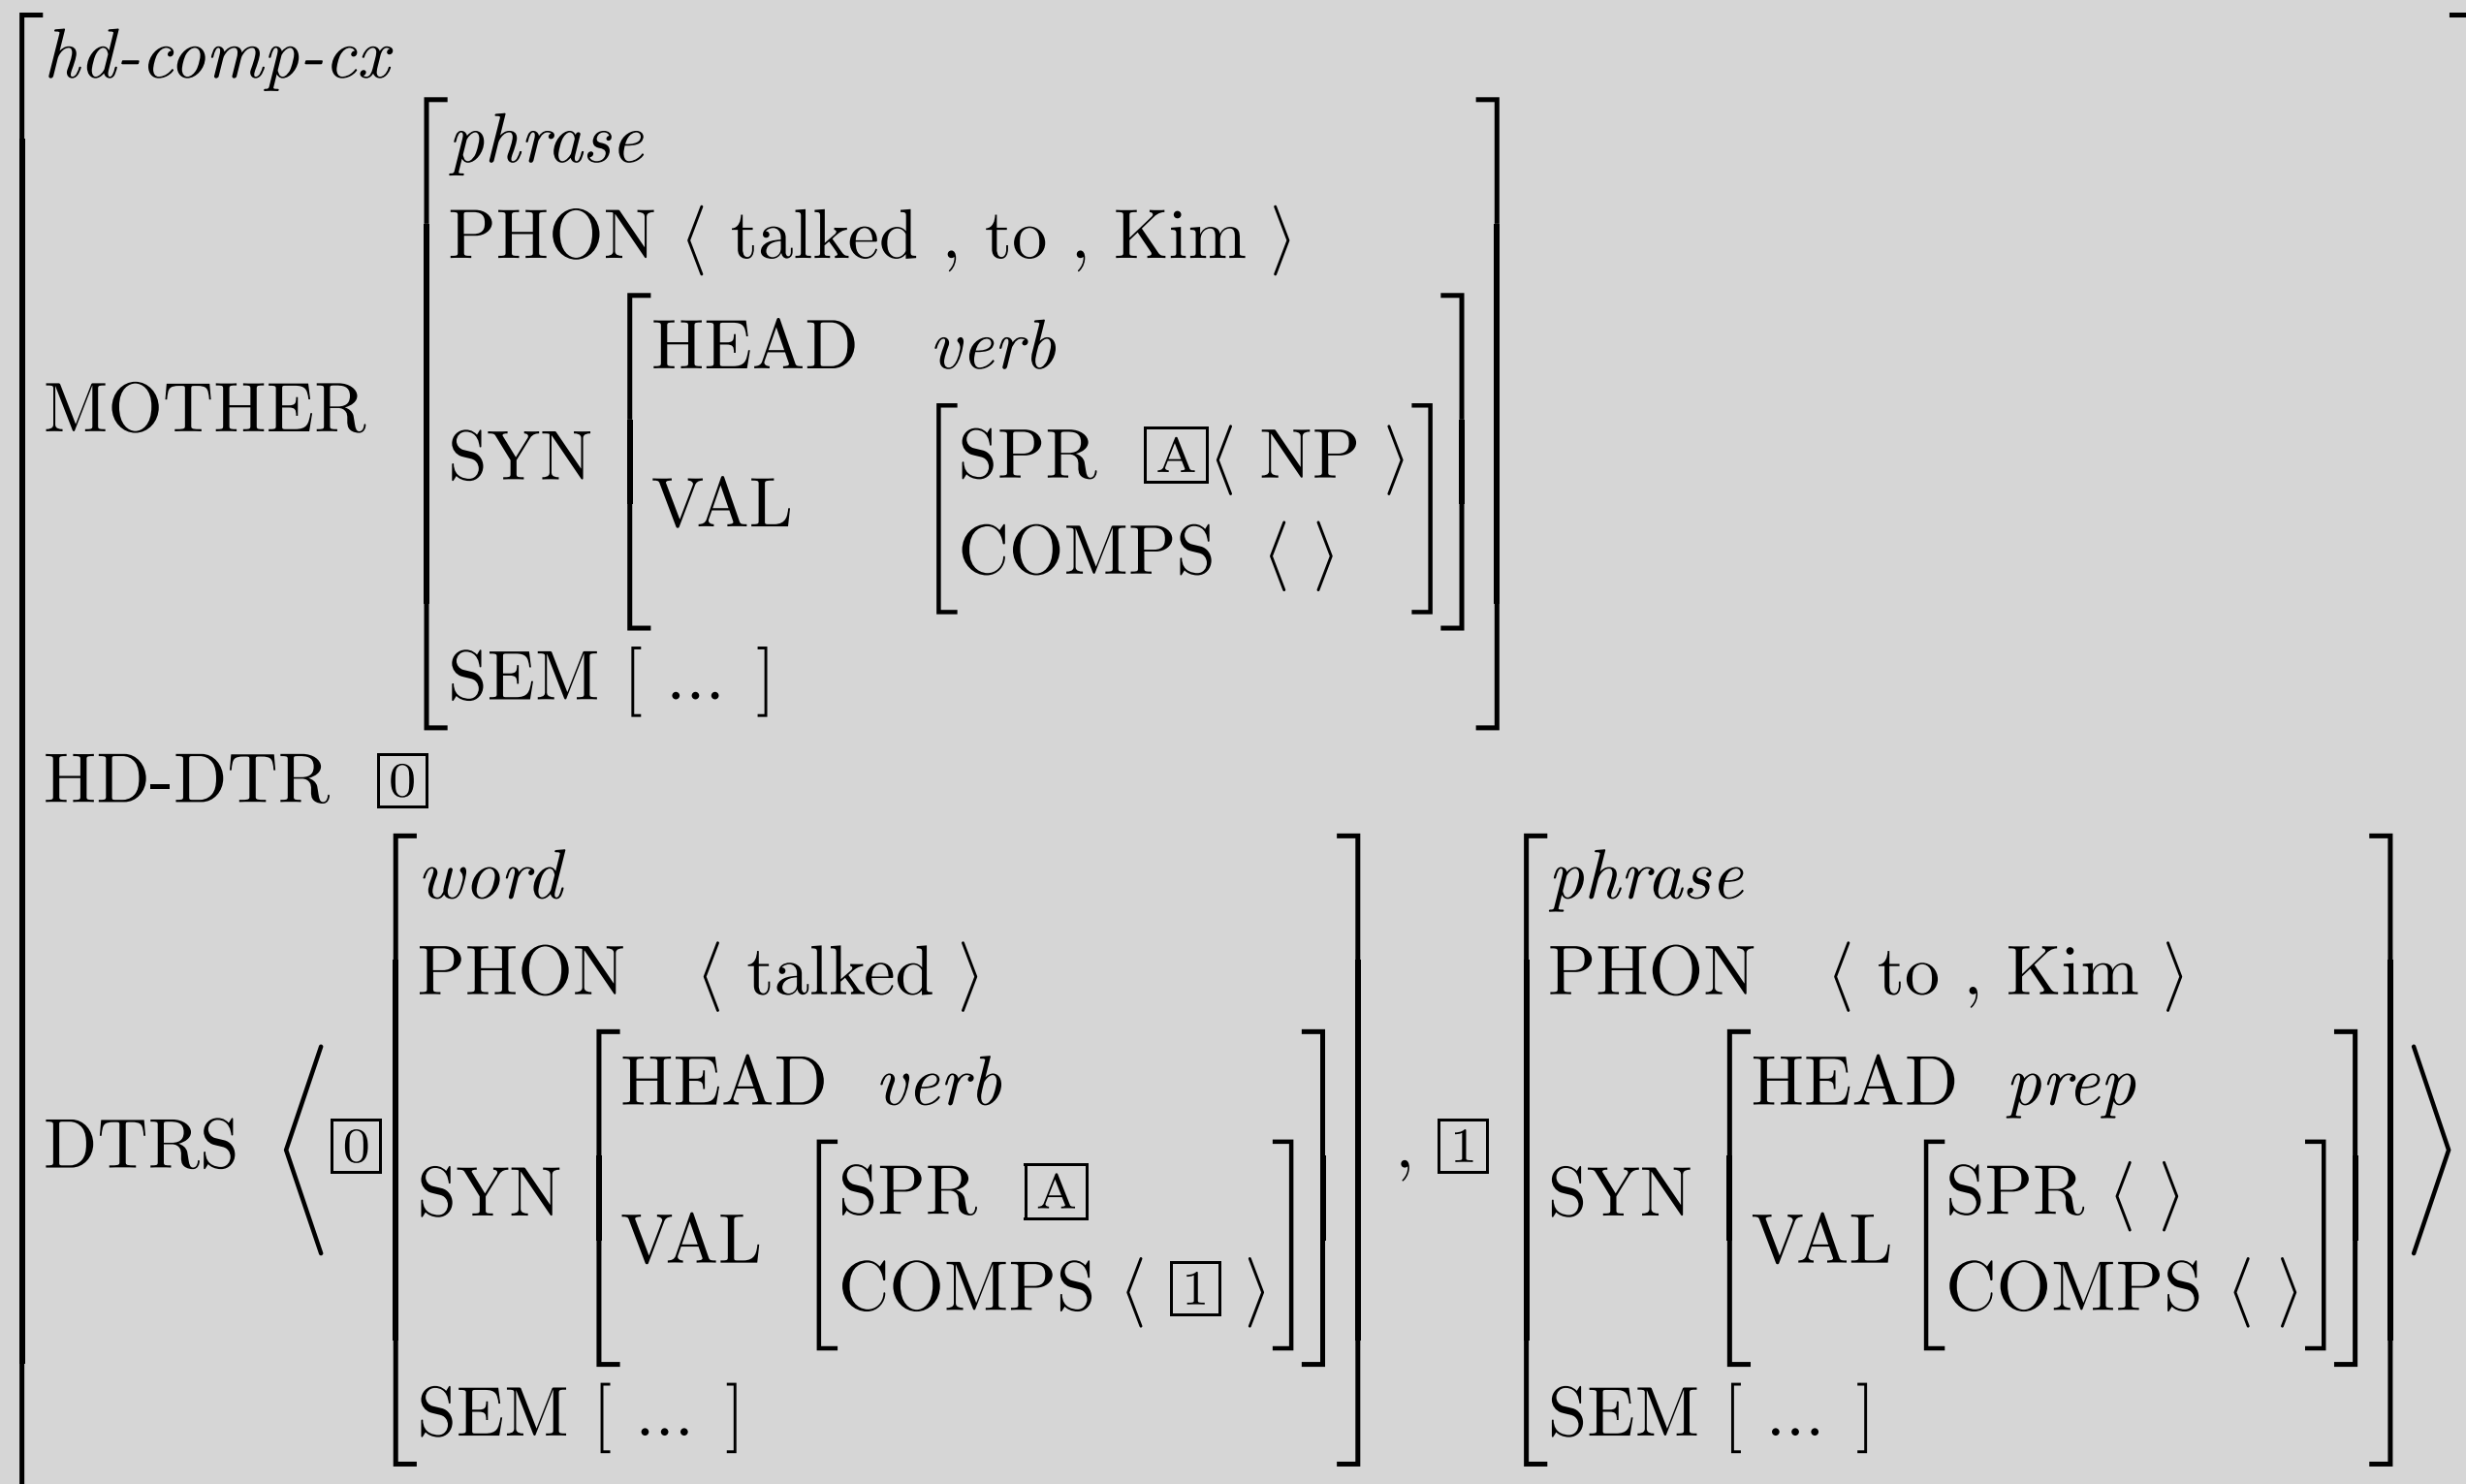 hd-comp-cx
phrase
PHON ⟨ talked , to , Kim ⟩
HEAD verb
MOTHER
SYN
SPR A ⟨ NP ⟩
VAL
COMPS ⟨ ⟩
SEM [ ... ]
HD-DTR 0
word phrase
PHON ⟨ talked ⟩ PHON ⟨ to , Kim ⟩
HEAD verb HEAD prep
DTRS ⟨ 0 , 1 ⟩
SYN SPR A SYN SPR ⟨ ⟩
VAL VAL
COMPS ⟨ 1 ⟩ COMPS ⟨ ⟩
SEM [ ... ] SEM [ ... ]